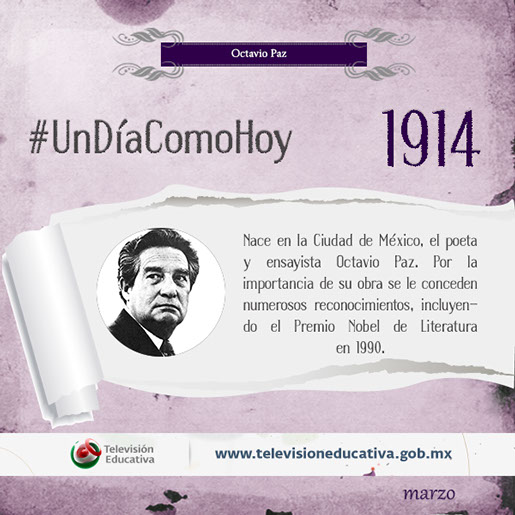 Octavio Paz
#UnDíaComoHoy
1914
Nace en la Ciudad de México, el poeta
y ensayista Octavio Paz. Por la
importancia de su obra se le conceden
numerosos reconocimientos, incluyen-
do el Premio Nobel de Literatura
en 1990.
Televisión
Educativa
www.televisioneducativa.gob.mx
marzo